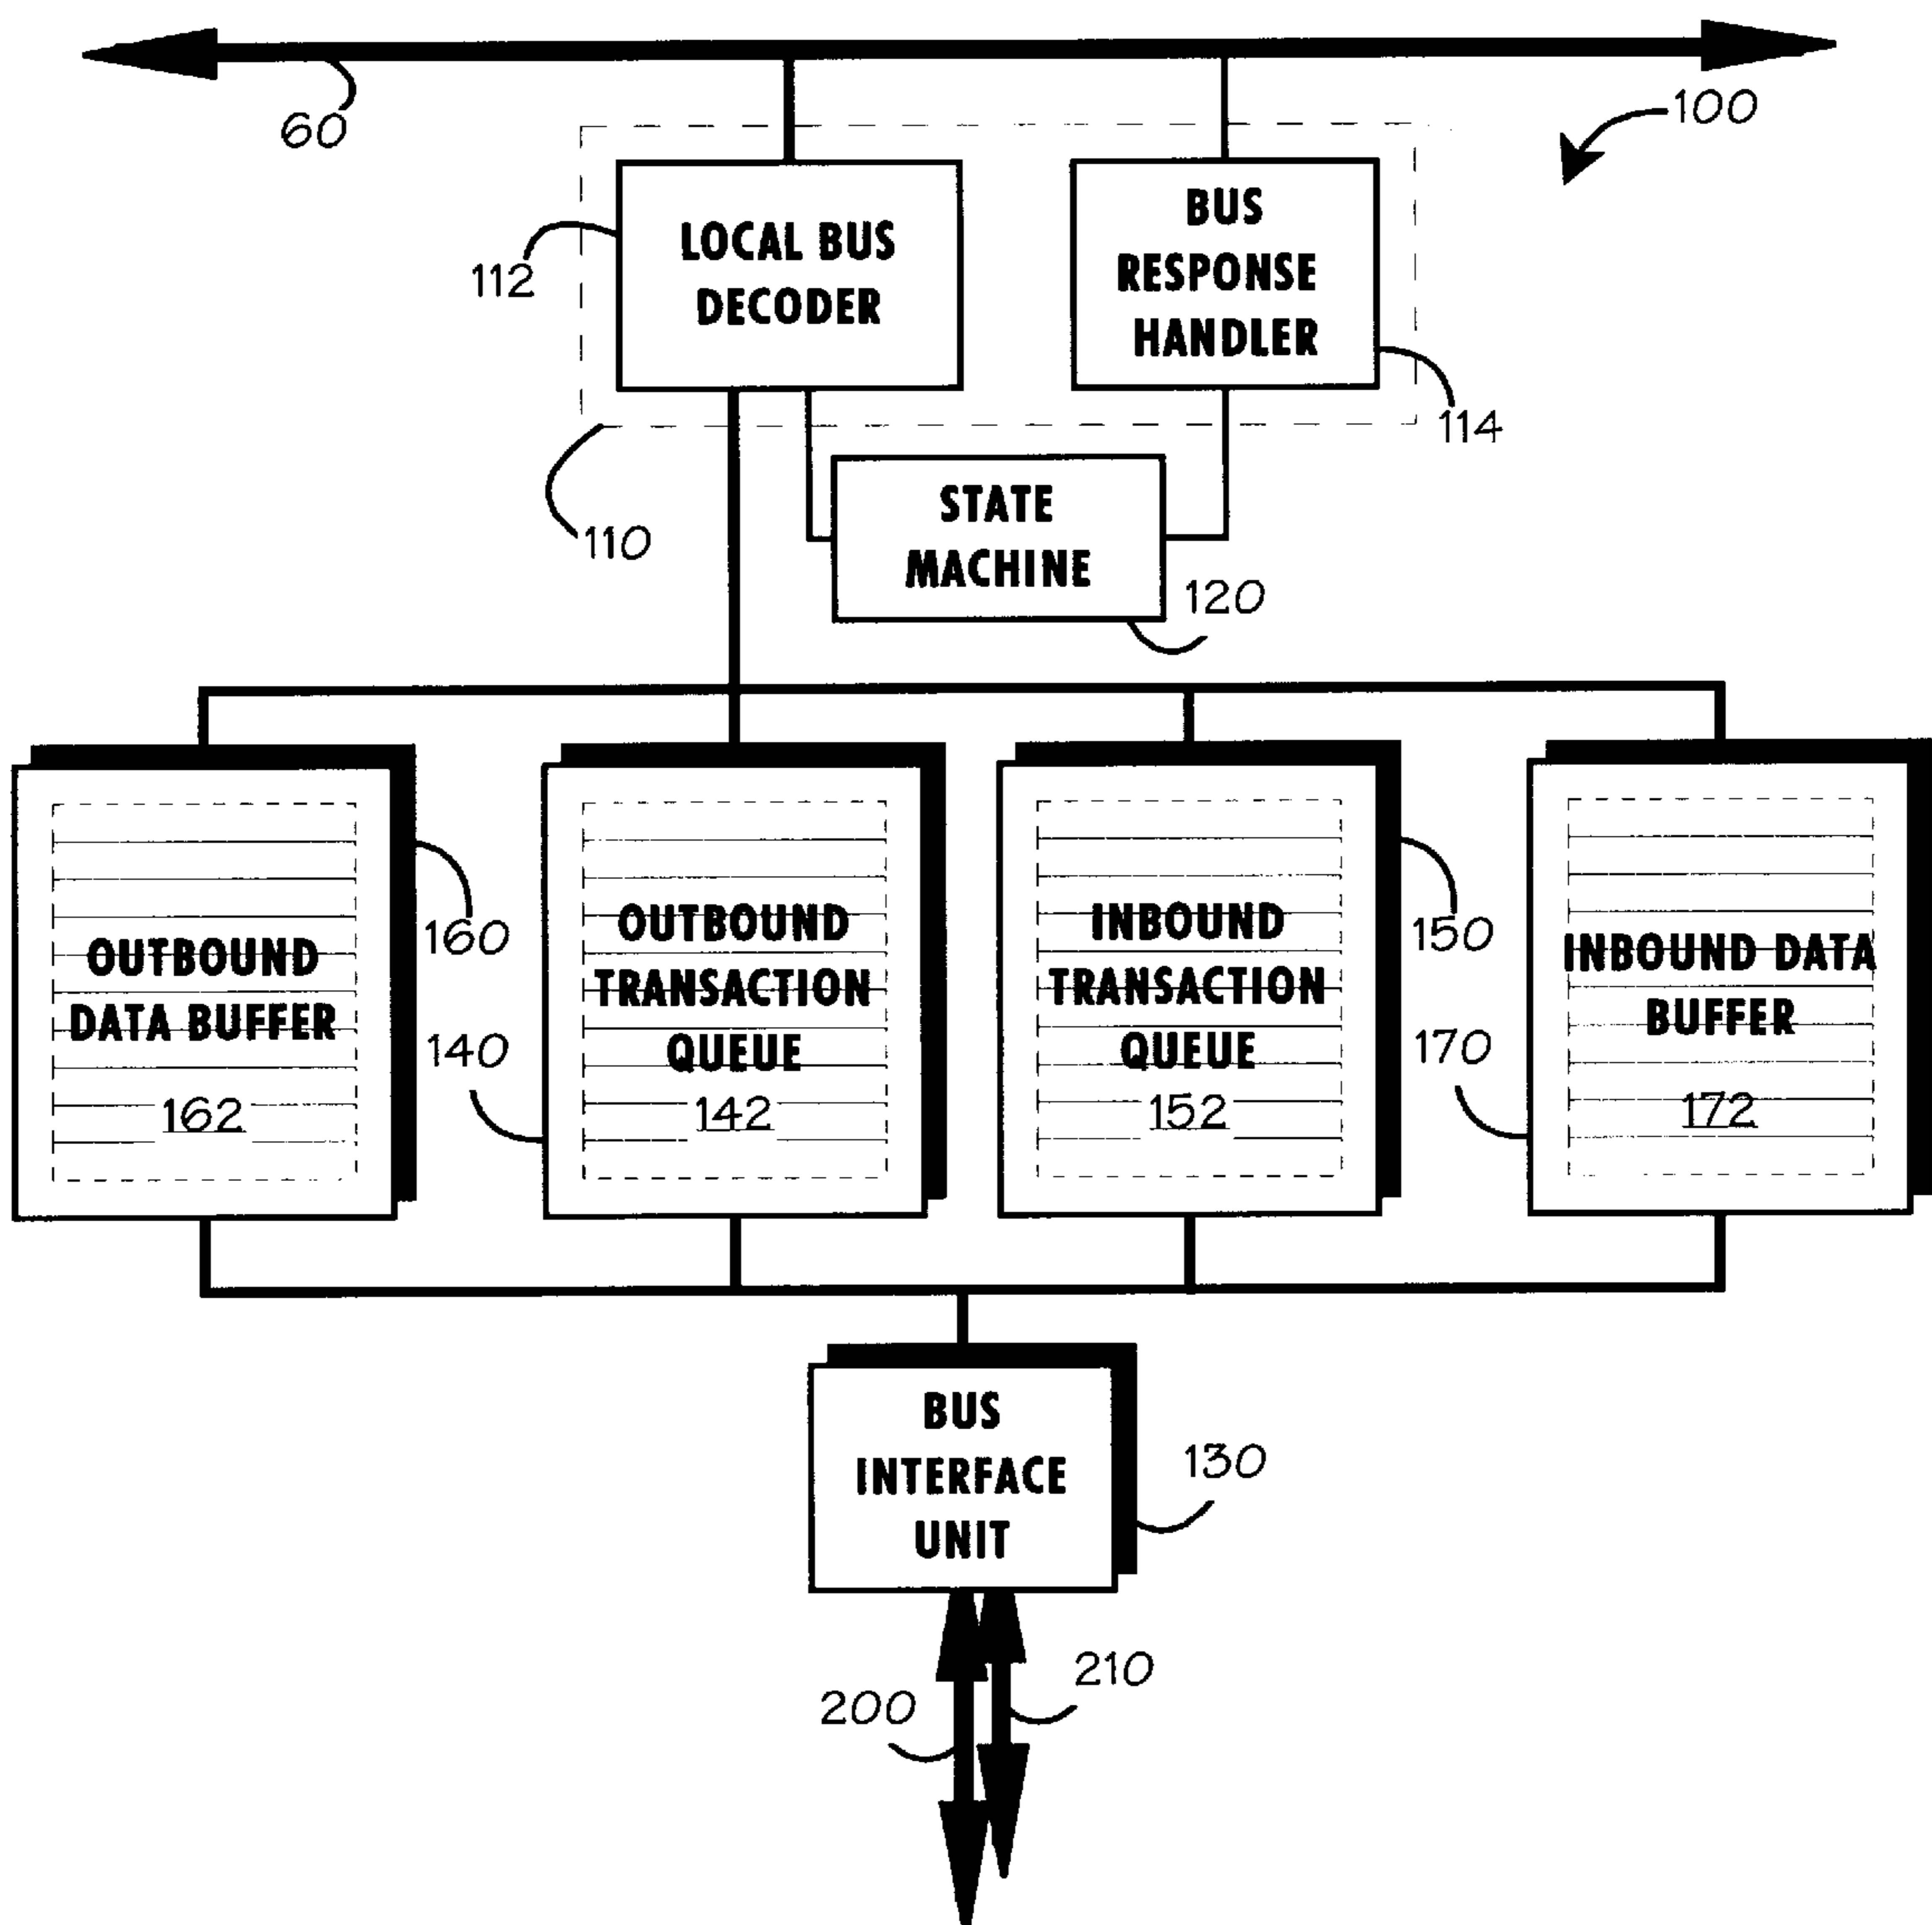 60
100
112
LOCAL BUS
DECODER
BUS
RESPONSE
HANDLER
114
110
STATE
MACHINE
120
OUTBOUND
DATA BUFFER
162
160
140
OUTBOUND
TRANSACTION
QUEUE
142
INBOUND
TRANSACTION
QUEUE
152
150
170
INBOUND DATA
BUFFER
172
BUS
INTERFACE
UNIT
130
200
210